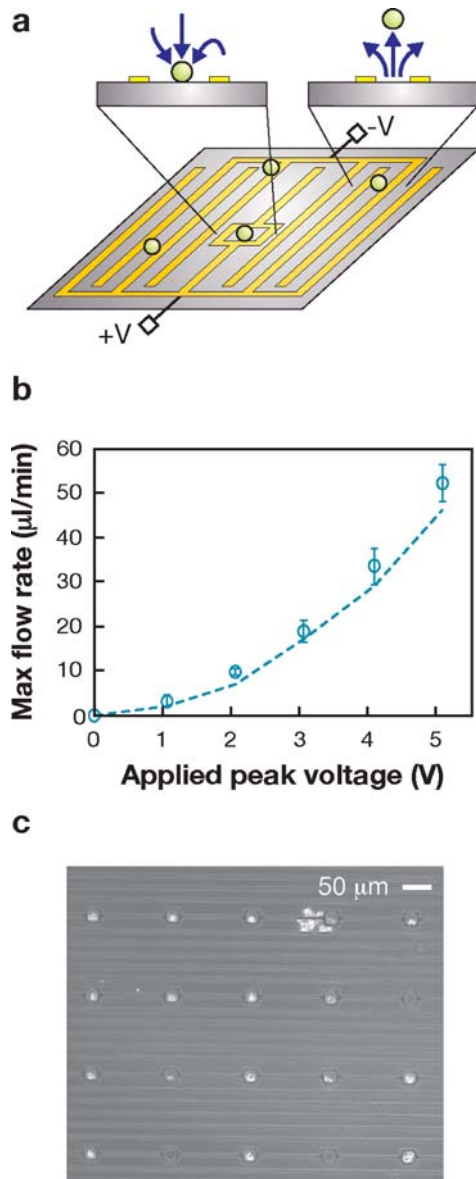 a
-V
+V
b
Max flow rate (µl/min)
60
50
40
30
20
10
0
0 1 2 3 4 5
Applied peak voltage (V)
c
50 µm